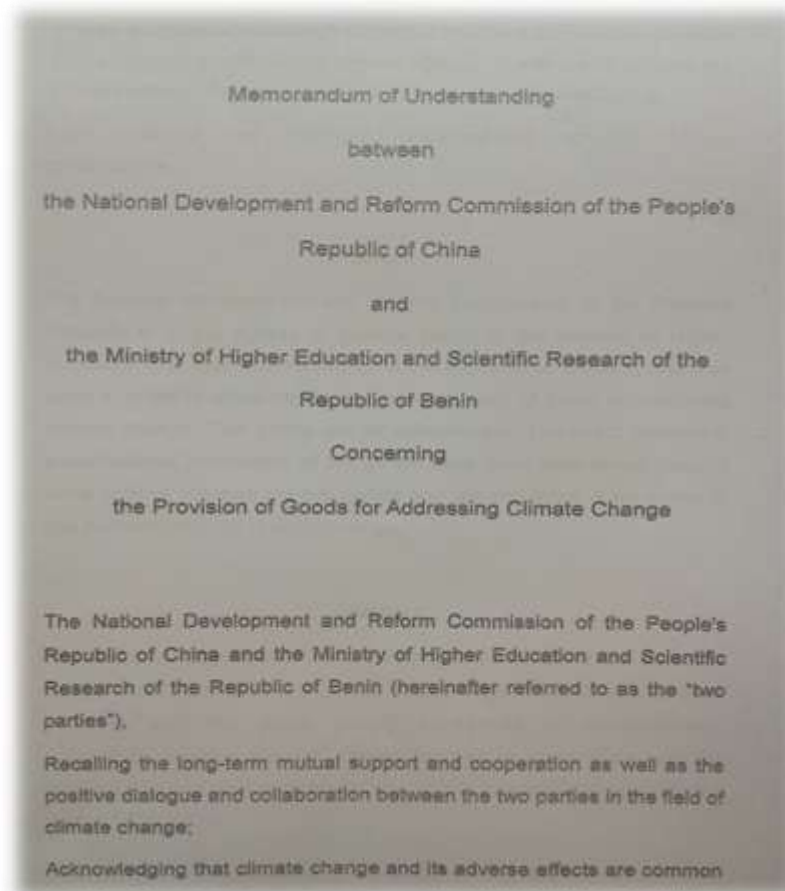 Memorandum of Understanding
between
the National Development and Reform Commission of the People's
Republic of China
and
the Ministry of Higher Education and Scientific Research of the
Republic of Benin
Concerning
the Provision of Goods for Addressing Climate Change
The National Development and Reform Commission of the People's
Republic of China and the Ministry of Higher Education and Scientific
Research of the Republic of Benin (hereinafter referred to as the "two
parties"),
Recalling the long-term mutual support and cooperation as well as the
positive dialogue and collaboration between the two parties in the field of
climate change;
Acknowledging that climate change and its adverse effects are common